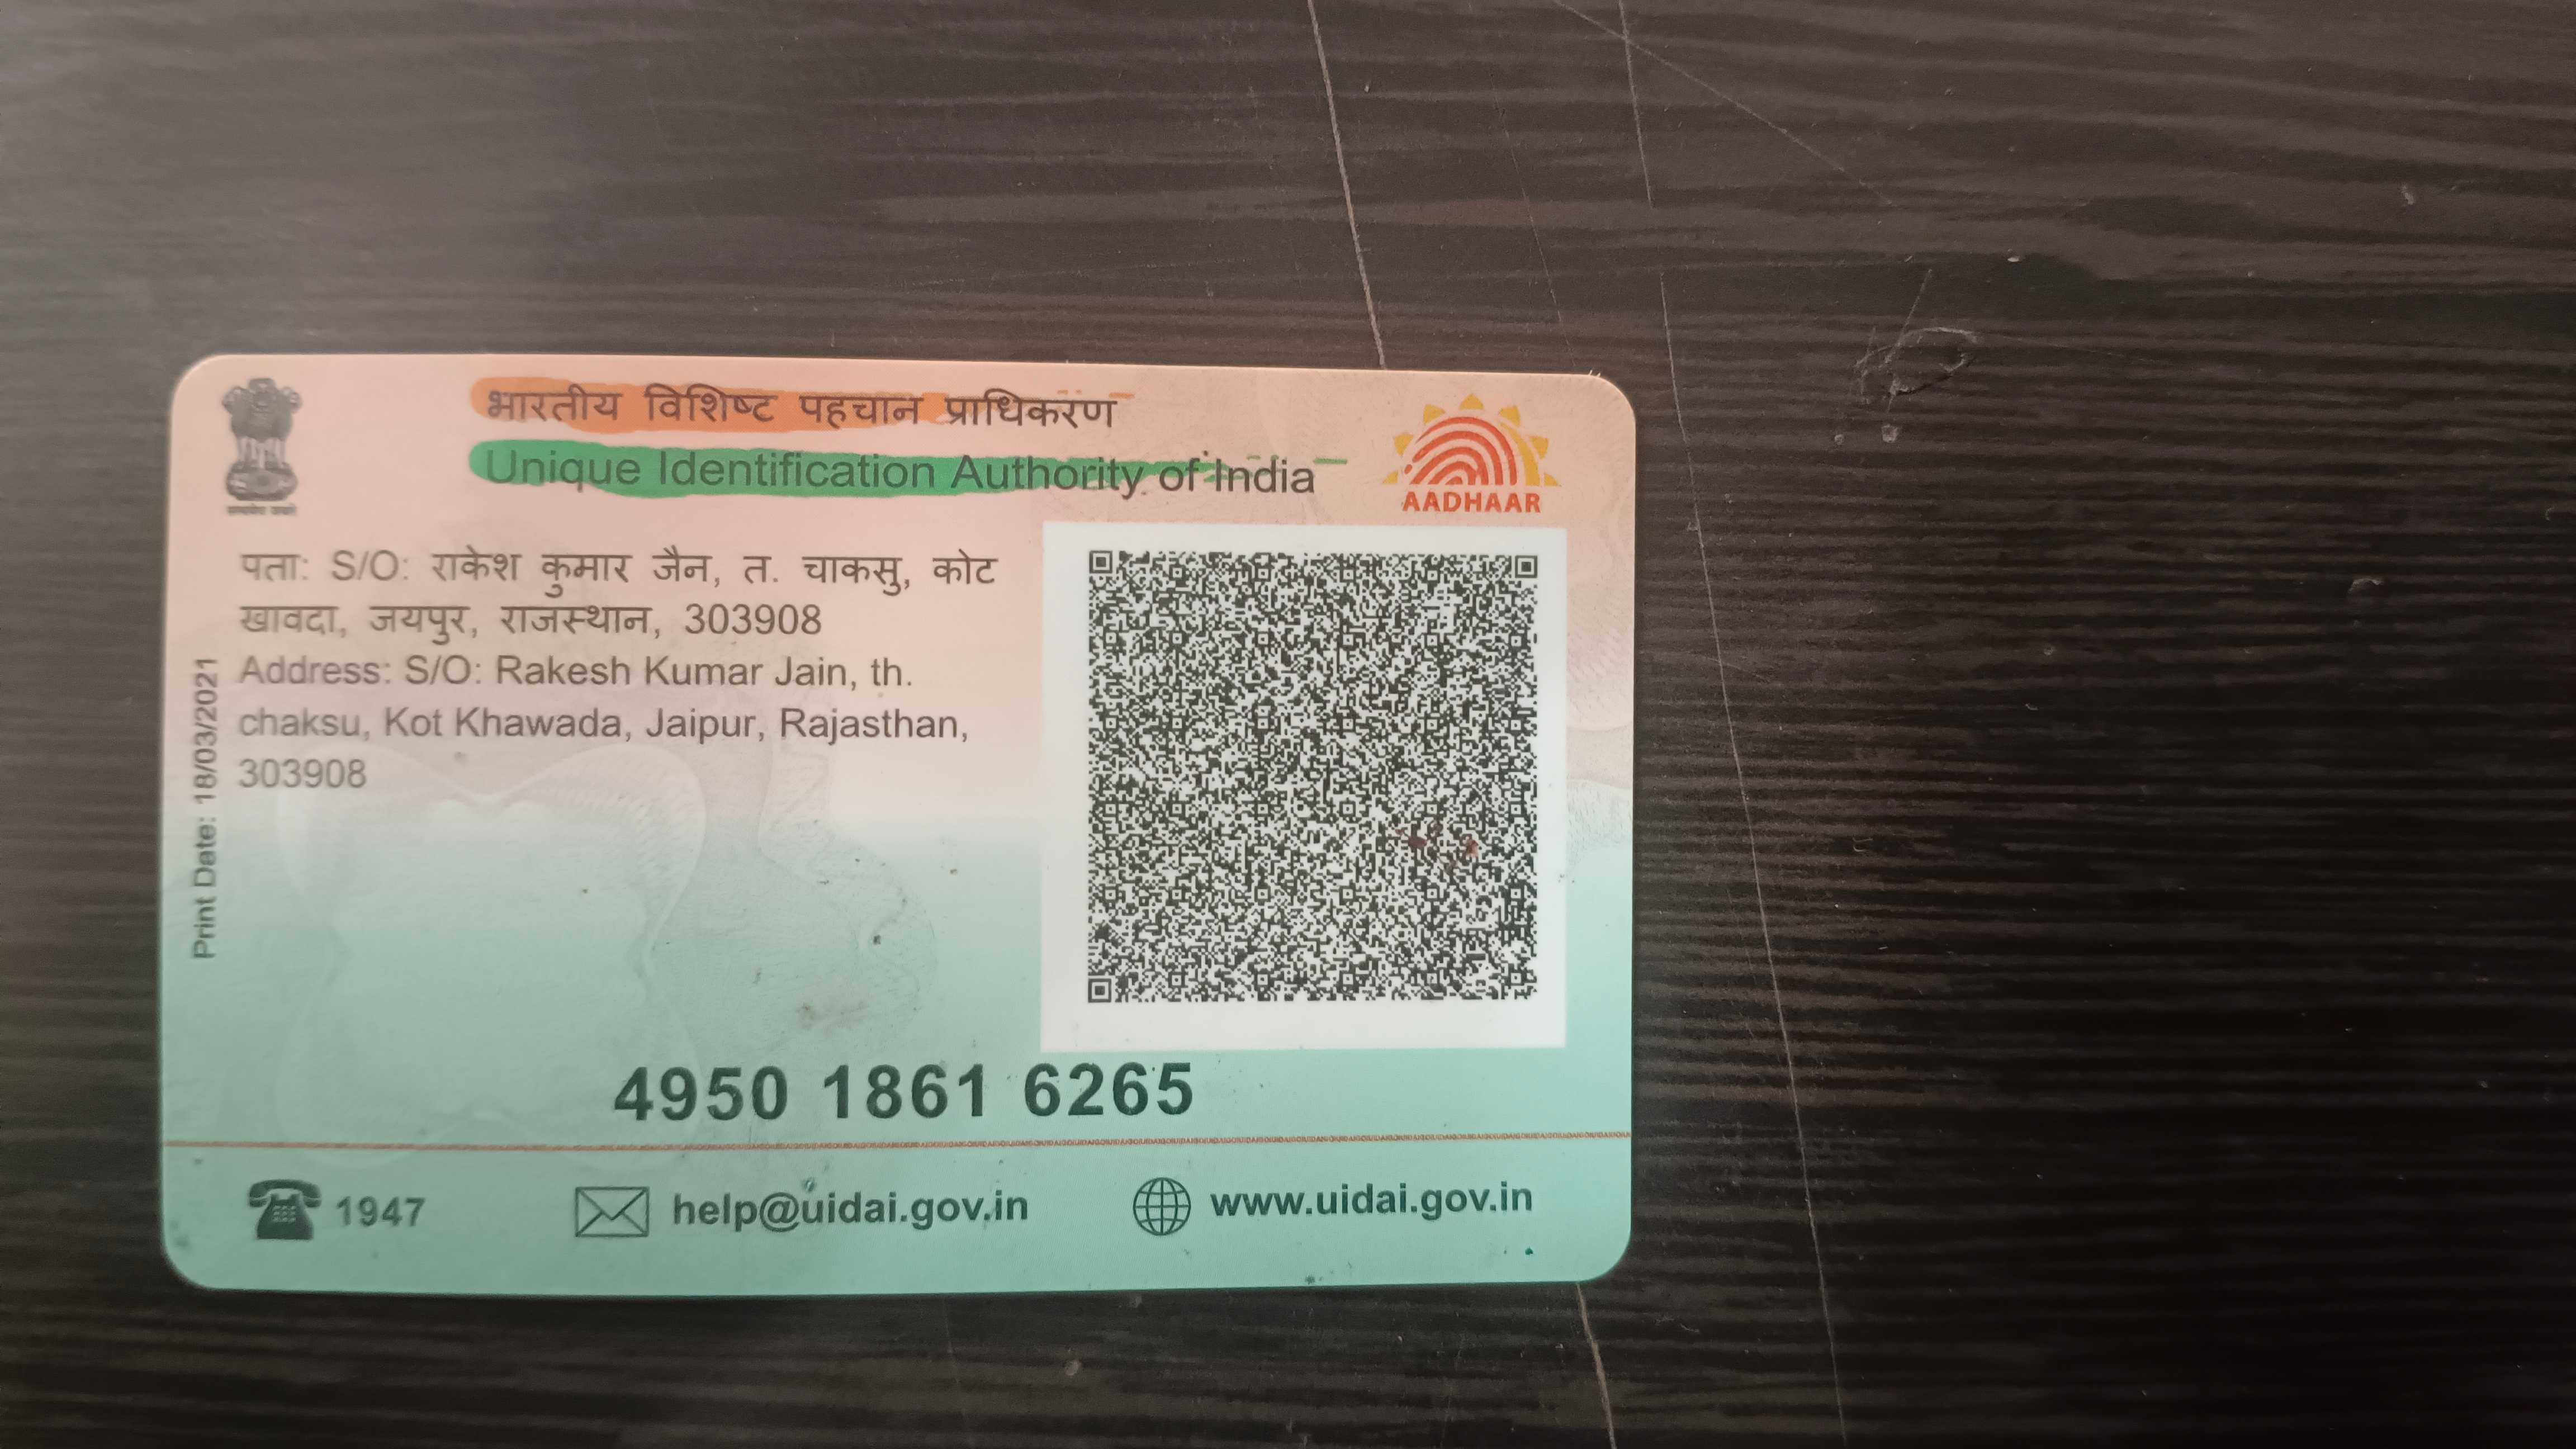 भारतीय विशिष्ट पहचान प्राधिकरण
Unique Identification Authority of India
AADHAAR
पता: S/O: राकेश कुमार जैन, त. चाकसु, कोट
खावदा, जयपुर, राजस्थान, 303908
Address: S/O: Rakesh Kumar Jain, th.
chaksu, Kot Khawada, Jaipur, Rajasthan,
303908
Print Date: 18/03/2021
4950 1861 6265
1947
help@uidai.gov.in
www.uidai.gov.in